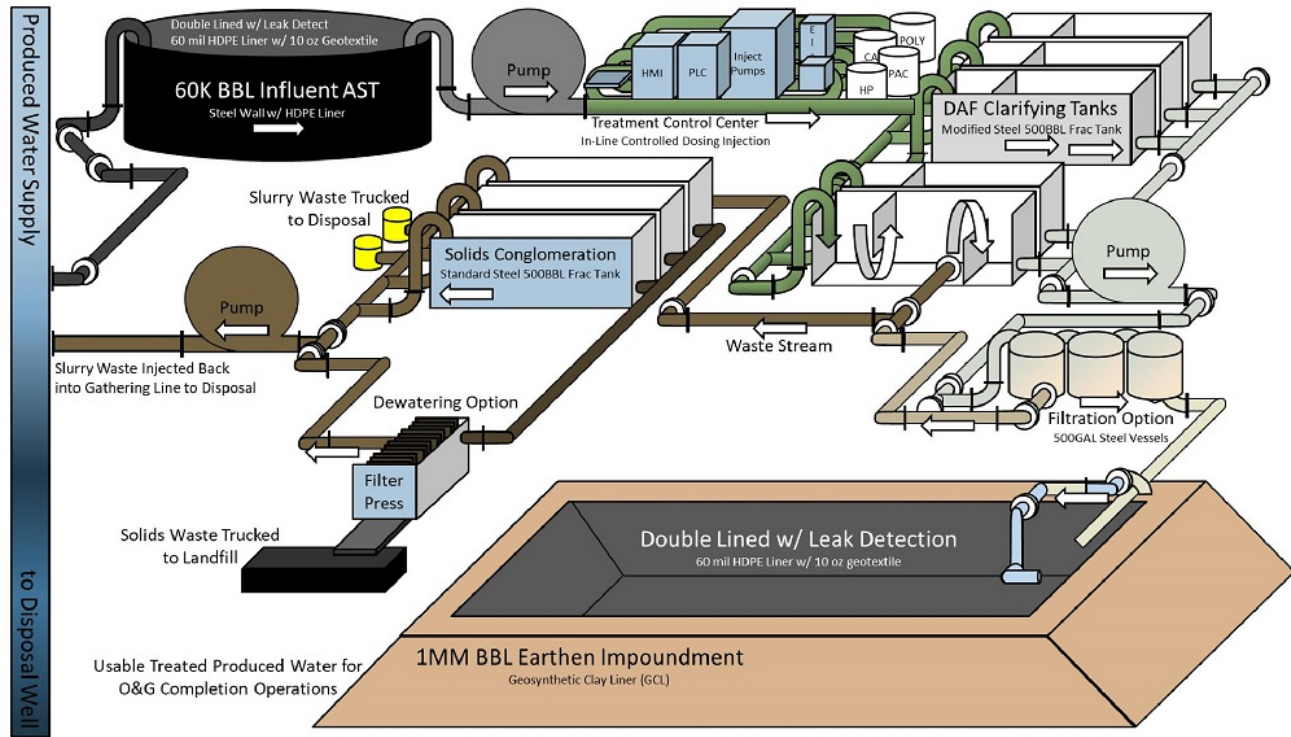 Produced Water Supply
to Disposal Well
Double Lined w/ Leak Detect
60 mil HDPE Liner w/ 10 oz Geotextile
60K BBL Influent AST
Steel Wall w/ HDPE Liner
Pump
HMI
PLC
Inject
Pumps
E
CA
POLY
PAC
HP
Treatment Control Center
In-Line Controlled Dosing Injection
DAF Clarifying Tanks
Modified Steel 500BBL Frac Tank
Slurry Waste Trucked
to Disposal
Solids Conglomeration
Standard Steel 500BBL Frac Tank
Pump
Pump
Slurry Waste Injected Back
into Gathering Line to Disposal
Waste Stream
Dewatering Option
Filtration Option
500GAL Steel Vessels
Filter
Press
Solids Waste Trucked
to Landfill
Double Lined w/ Leak Detection
60 mil HDPE Liner w/ 10 oz geotextile
Usable Treated Produced Water for
O&G Completion Operations
1MM BBL Earthen Impoundment
Geosynthetic Clay Liner (GCL)